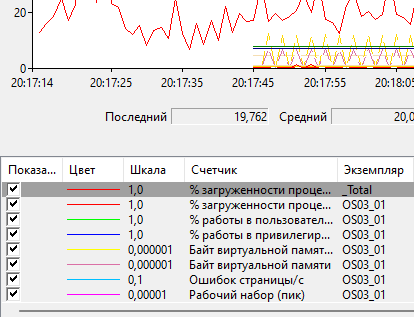 20
0
20:17:14 20:17:25 20:17:35 20:17:45 20:17:55 20:18:05
Последний 19,762 Средний 20,0
Показа... Цвет Шкала Счетчик Экземпляр
1,0 % загруженности проце... _Total
1,0 % загруженности проце... OS03_01
1,0 % работы в пользовател... OS03_01
1,0 % работы в привилегир... OS03_01
0,000001 Байт виртуальной памят... OS03_01
0,000001 Байт виртуальной памяти OS03_01
0,1 Ошибок страницы/с OS03_01
0,00001 Рабочий набор (пик) OS03_01